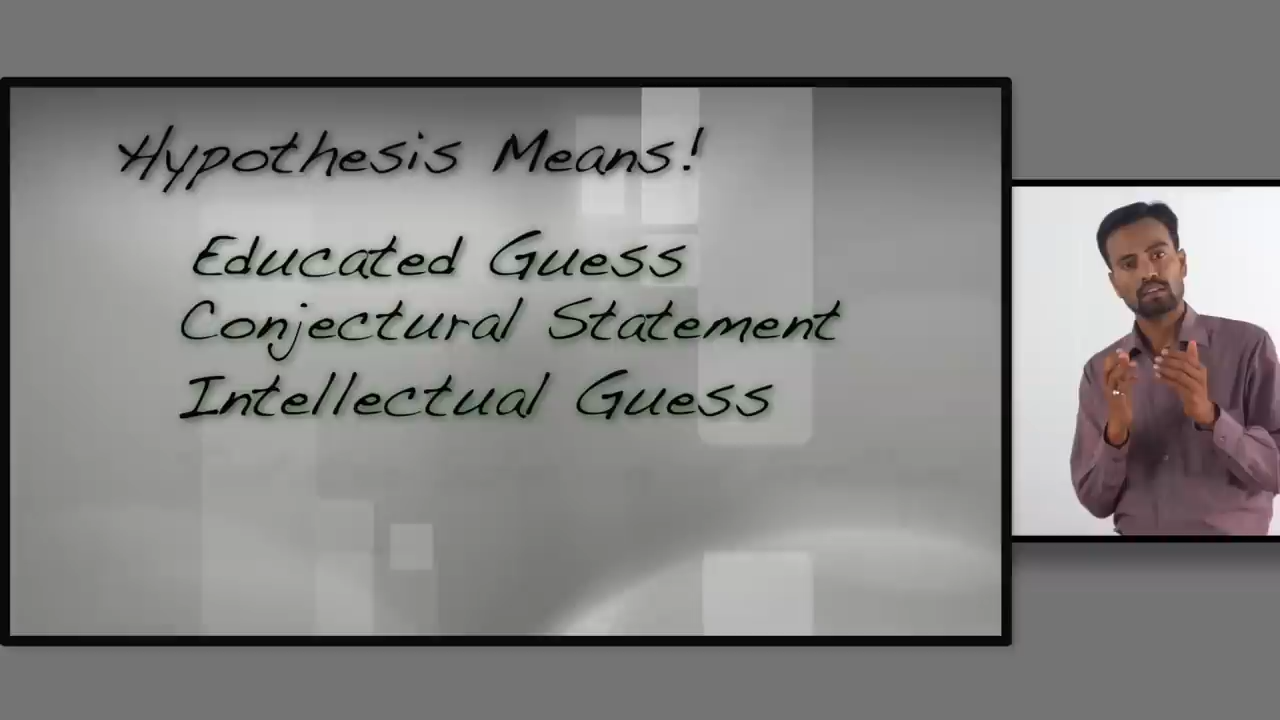 Hypothesis Means!
Educated Guess
Conjectural Statement
Intellectual Guess